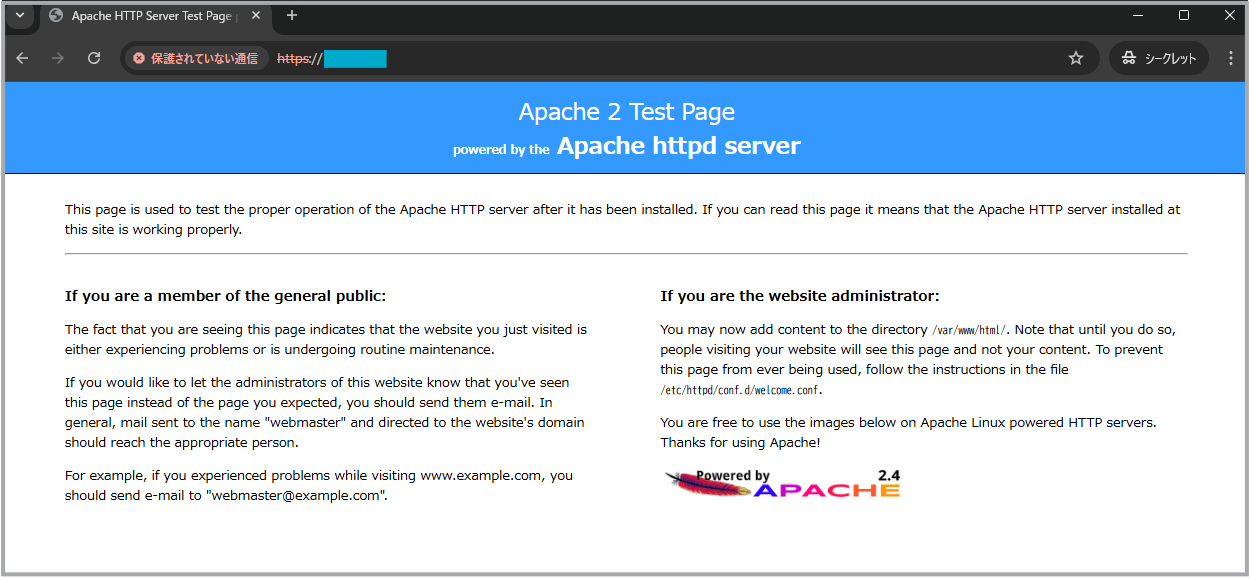 Apache HTTP Server Test Page
保護されていない通信 https://
シークレット
Apache 2 Test Page
powered by the Apache httpd server
This page is used to test the proper operation of the Apache HTTP server after it has been installed. If you can read this page it means that the Apache HTTP server installed at
this site is working properly.
If you are a member of the general public:
The fact that you are seeing this page indicates that the website you just visited is
either experiencing problems or is undergoing routine maintenance.
If you would like to let the administrators of this website know that you've seen
this page instead of the page you expected, you should send them e-mail. In
general, mail sent to the name "webmaster" and directed to the website's domain
should reach the appropriate person.
For example, if you experienced problems while visiting www.example.com, you
should send e-mail to "webmaster@example.com".
If you are the website administrator:
You may now add content to the directory /var/www/html/. Note that until you do so,
people visiting your website will see this page and not your content. To prevent
this page from ever being used, follow the instructions in the file
/etc/httpd/conf.d/welcome.conf.
You are free to use the images below on Apache Linux powered HTTP servers.
Thanks for using Apache!
Powered by 2.4
APACHE